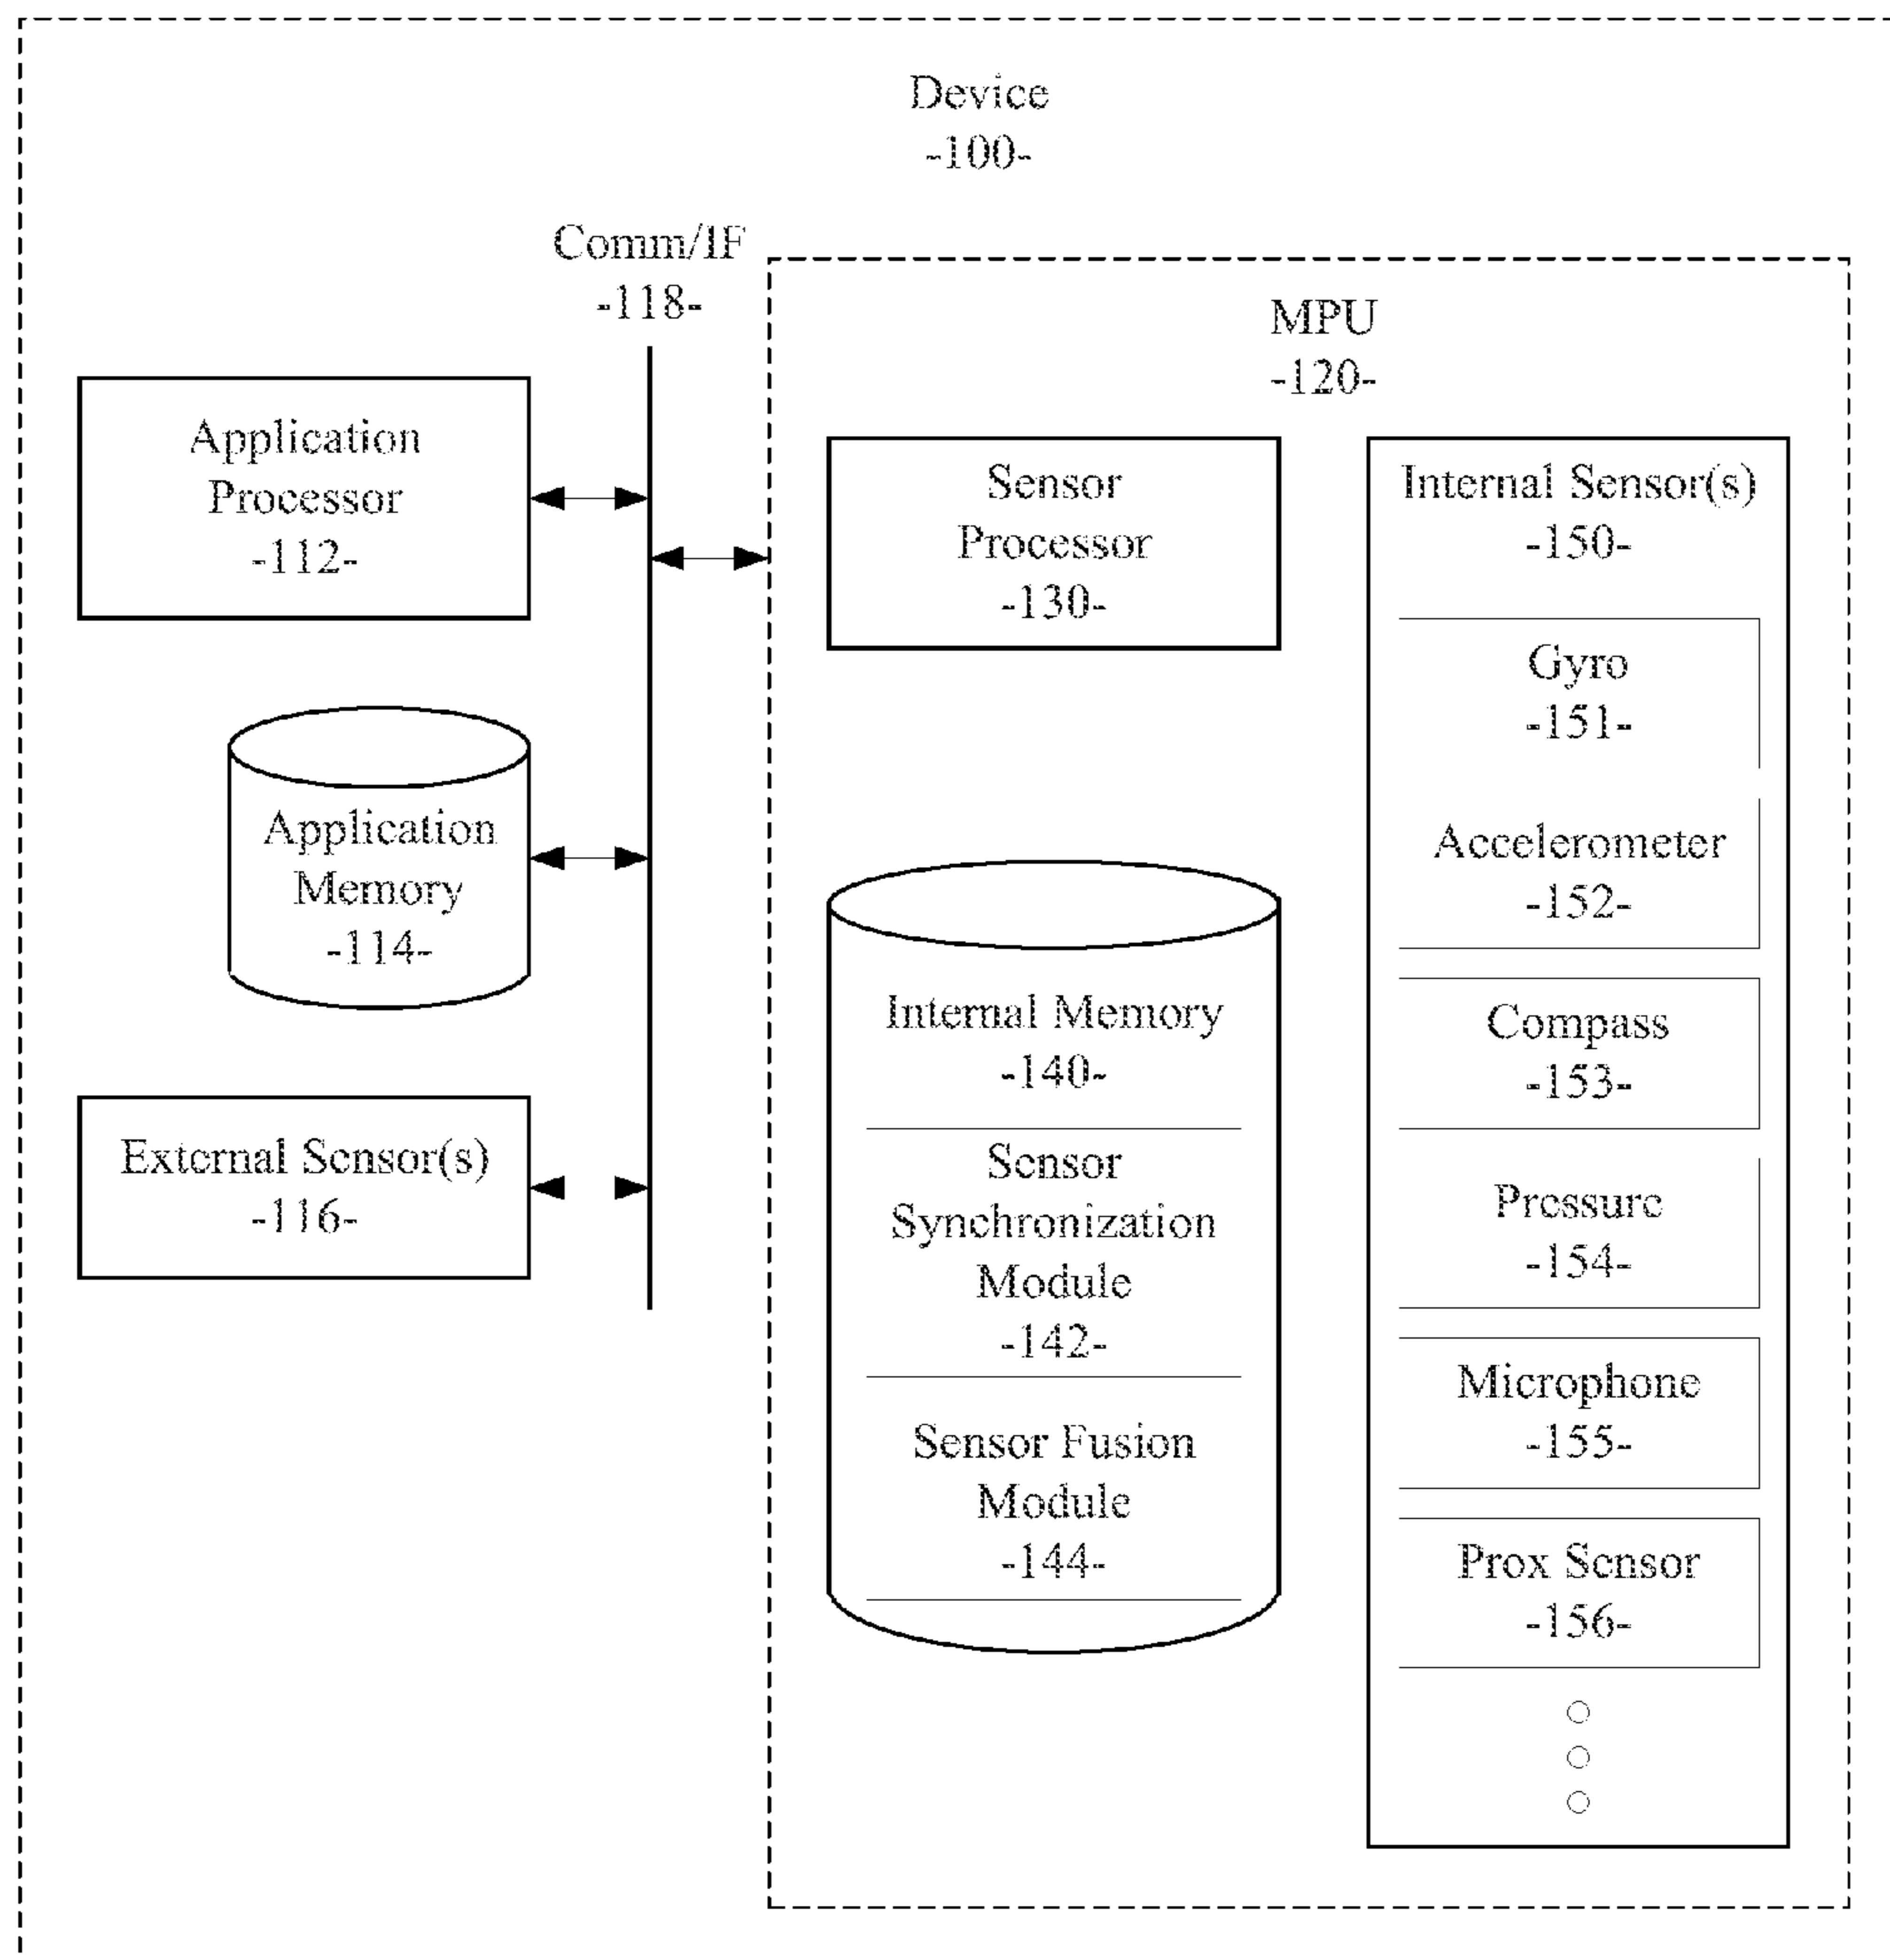 Device
-100-
Comm/IF
-118-
Application
Processor
-112-
Application
Memory
-114-
External Sensor(s)
-116-
MPU
-120-
Sensor
Processor
-130-
Internal Memory
-140-
Sensor
Synchronization
Module
-142-
Sensor Fusion
Module
-144-
Internal Sensor(s)
-150-
Gyro
-151-
Accelerometer
-152-
Compass
-153-
Pressure
-154-
Microphone
-155-
Prox Sensor
-156-